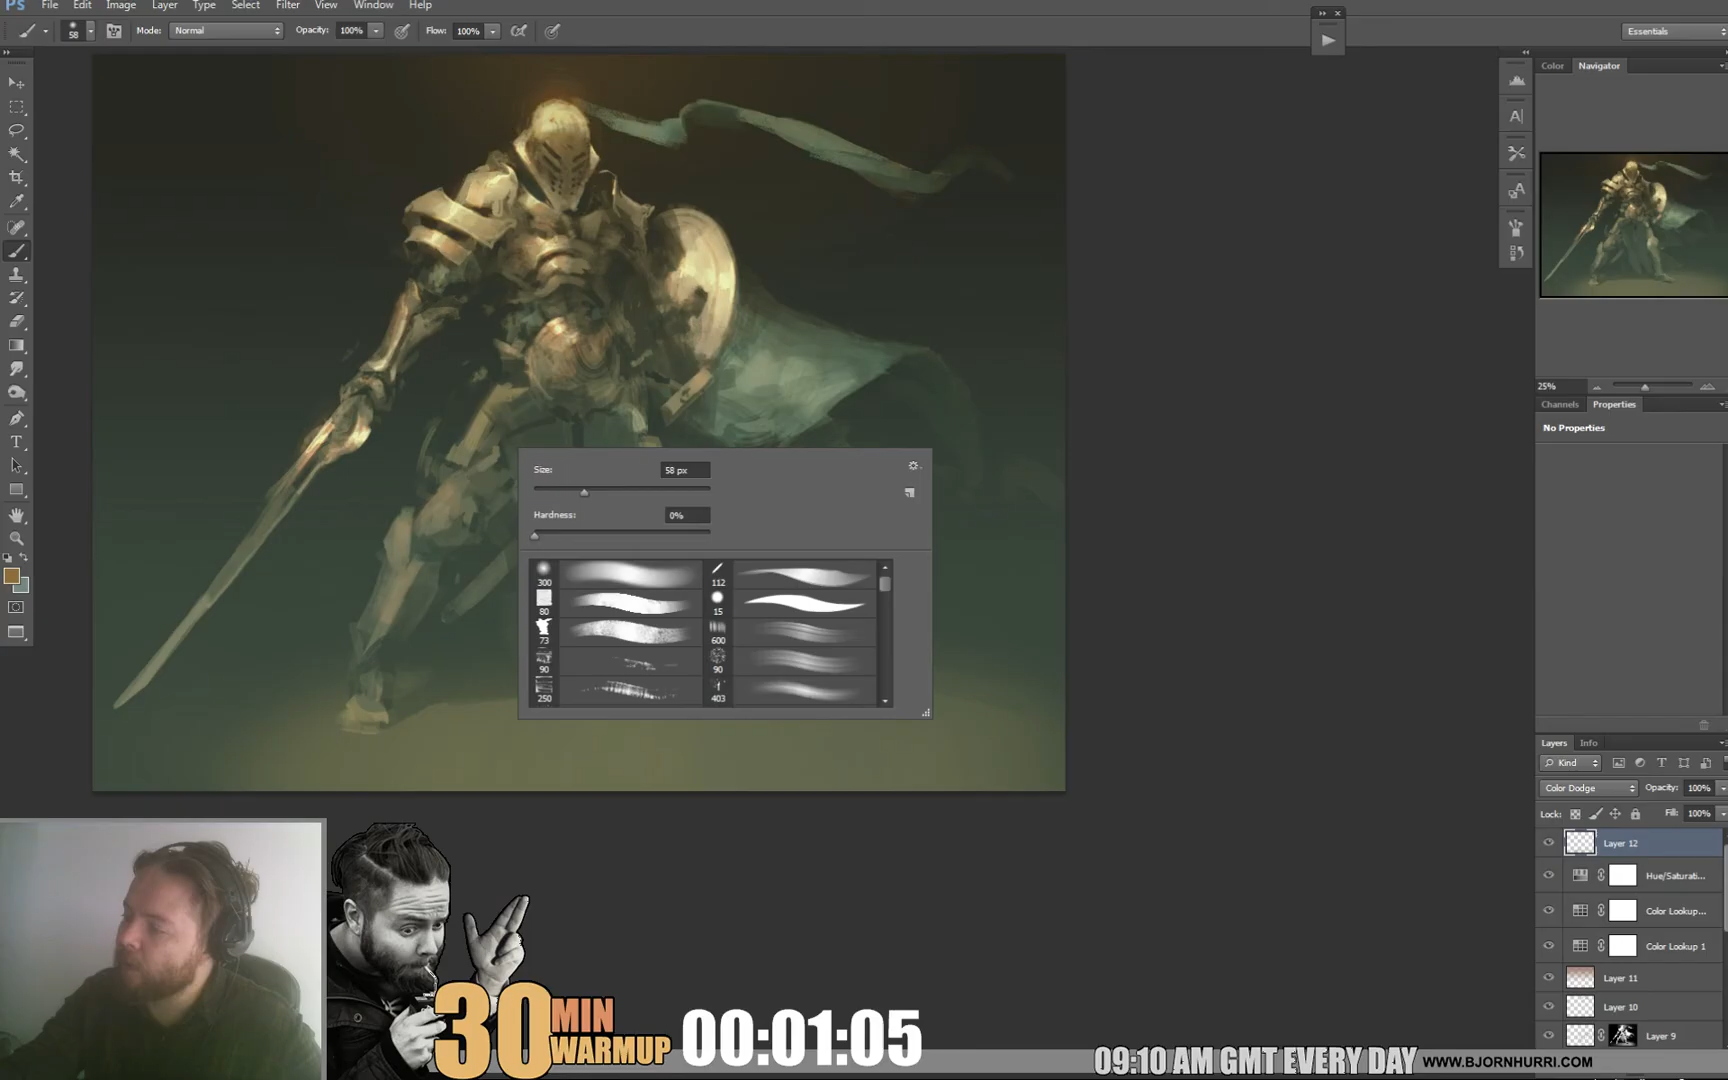 Ps File Edit Image Layer Type Select Filter View Window Help
58 Mode: Normal Opacity: 100% Flow: 100% Essentials
Color Navigator
25%
Channels Properties
No Properties
Size: 58 px
Hardness: 0%
300 112
80 15
73 600
90 90
250 403
Layers Info
Kind
Color Dodge Opacity: 100%
Lock: Fill: 100%
Layer 12
Hue/Saturati...
Color Lookup...
Color Lookup 1
Layer 11
Layer 10
Layer 9
30 MIN WARMUP 00:01:05
09:10 AM GMT EVERY DAY WWW.BJORNHURRI.COM